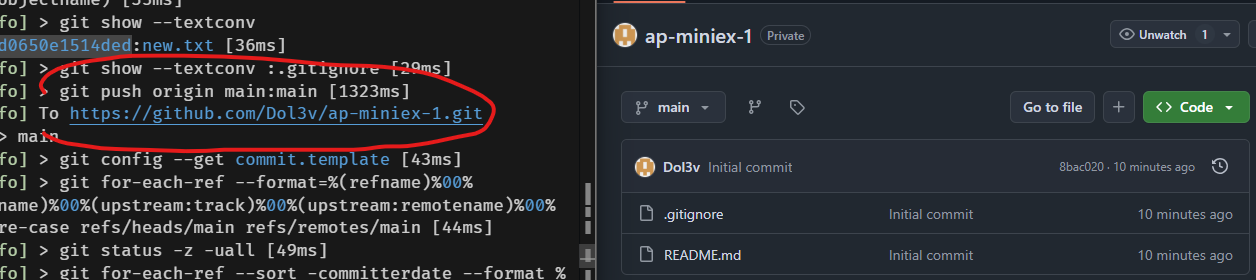 objectname) [35ms]
fo] > git show --textconv
d0650e1514ded:new.txt [36ms]
fo] > git show --textconv :.gitignore [29ms]
fo] > git push origin main:main [1323ms]
fo] To https://github.com/Dol3v/ap-miniex-1.git
> main
fo] > git config --get commit.template [43ms]
fo] > git for-each-ref --format=%(refname)%00%
name)%00%(upstream:track)%00%(upstream:remotename)%00%
re-case refs/heads/main refs/remotes/main [44ms]
fo] > git status -z -uall [49ms]
fo] > git for-each-ref --sort -committerdate --format %
ap-miniex-1 Private
Unwatch 1
main
Go to file
Code
Dol3v Initial commit 8bac020 · 10 minutes ago
.gitignore Initial commit 10 minutes ago
README.md Initial commit 10 minutes ago